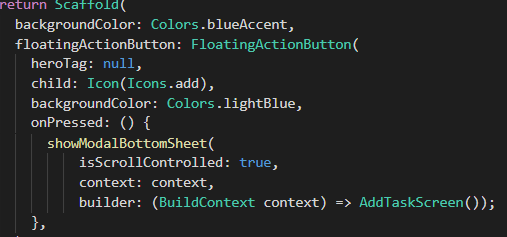 return Scaffold(
backgroundColor: Colors.blueAccent,
floatingActionButton: FloatingActionButton(
heroTag: null,
child: Icon(Icons.add),
backgroundColor: Colors.lightBlue,
onPressed: () {
showModalBottomSheet(
isScrollControlled: true,
context: context,
builder: (BuildContext context) => AddTaskScreen());
},